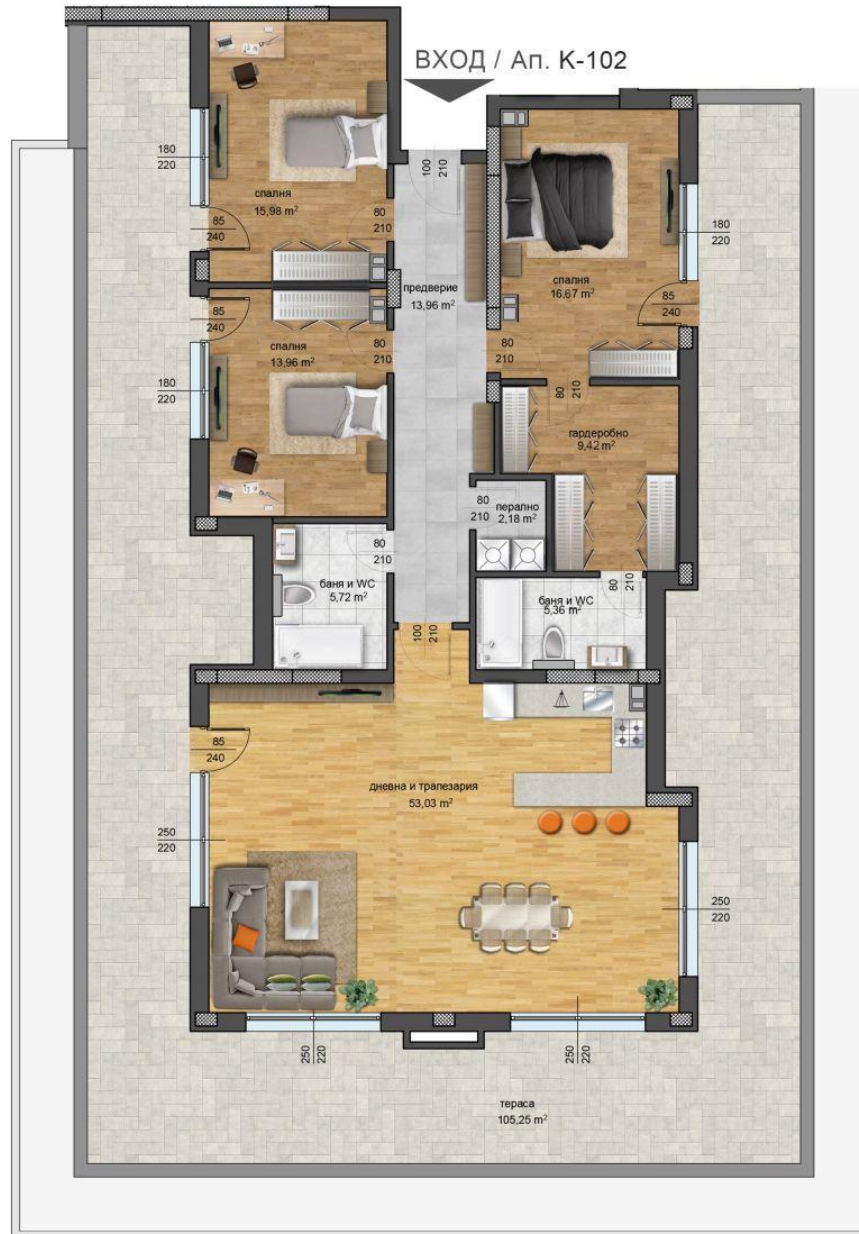 ВХОД / Ап. К-102
100
210
180
220
спалня
15,98 m²
80
210
85
240
180
220
спалня
16,67 m²
85
240
предверие
13,96 m²
85
240
80
210
80
210
спалня
13,96 m²
180
220
80
210
гардеробно
9,42 m²
80
210
перално
2,18 m²
80
210
баня и WC
5,72 m²
баня и WC
5,36 m²
80
210
100
210
85
240
дневна и трапезария
53,03 m²
250
220
250
220
250
220
250
220
тераса
105,25 m²